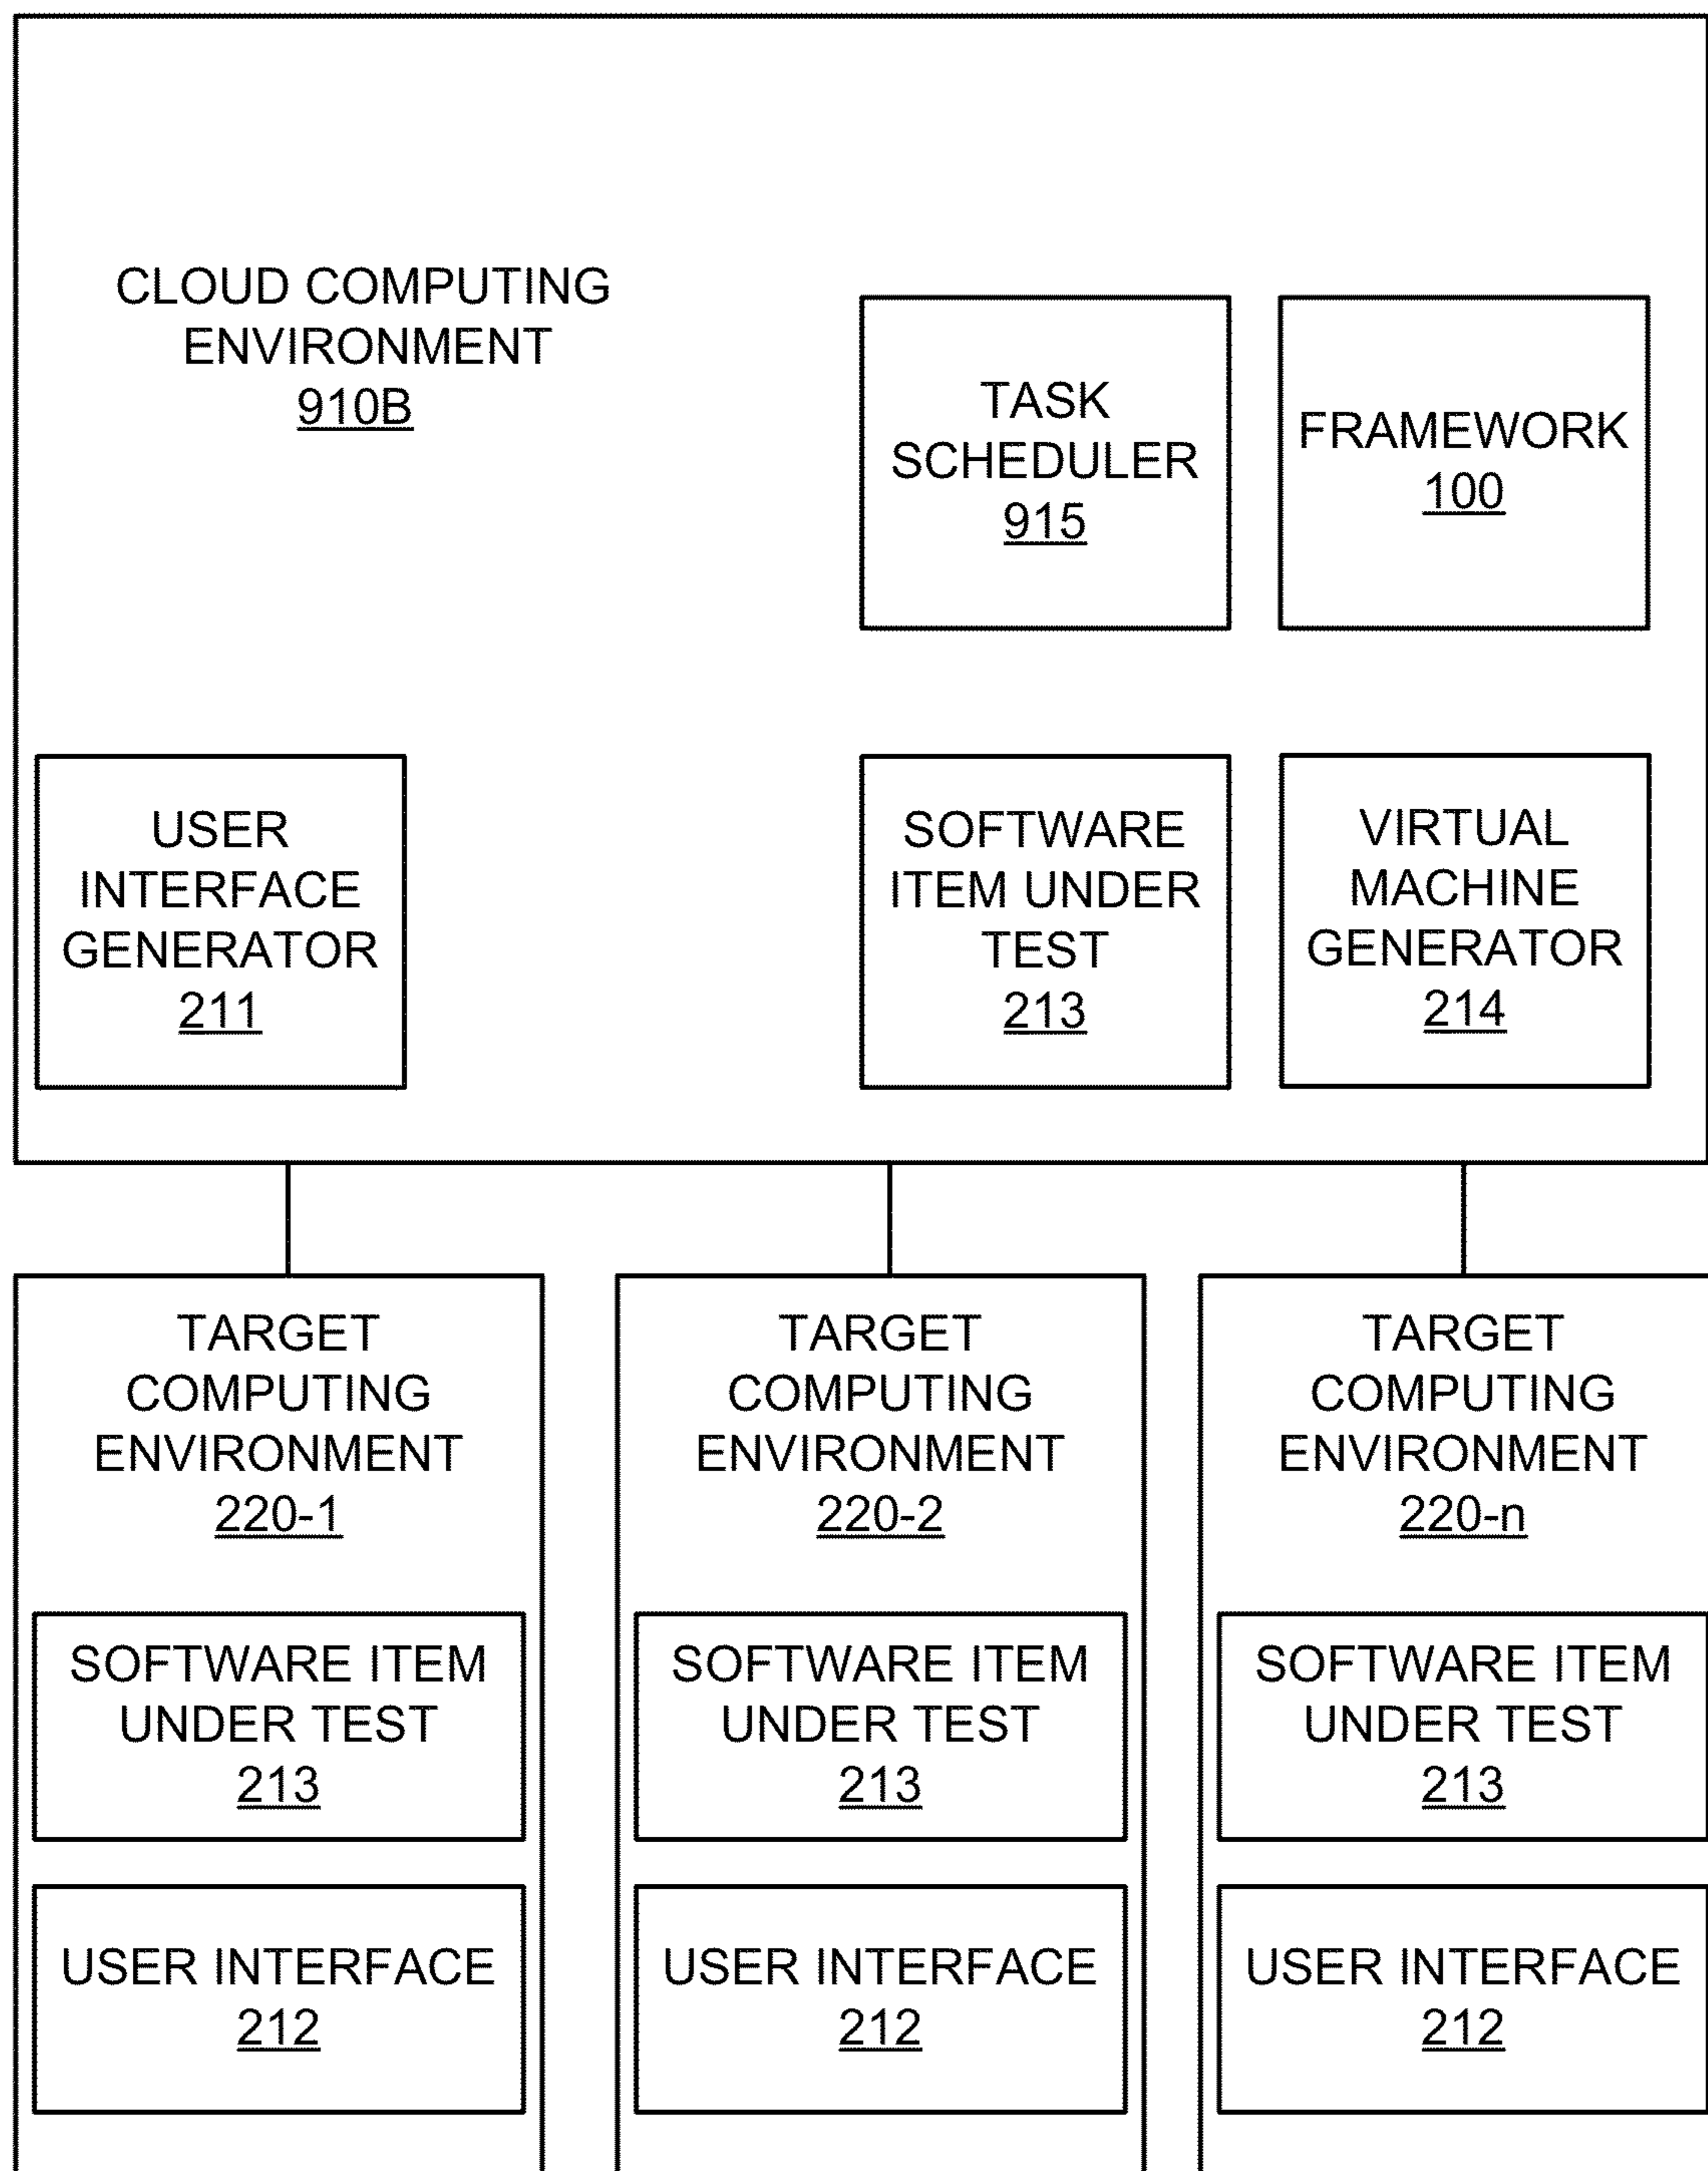 CLOUD COMPUTING
ENVIRONMENT
910B
TASK
SCHEDULER
915
FRAMEWORK
100
USER
INTERFACE
GENERATOR
211
SOFTWARE
ITEM UNDER
TEST
213
VIRTUAL
MACHINE
GENERATOR
214
TARGET
COMPUTING
ENVIRONMENT
220-1
SOFTWARE ITEM
UNDER TEST
213
USER INTERFACE
212
TARGET
COMPUTING
ENVIRONMENT
220-2
SOFTWARE ITEM
UNDER TEST
213
USER INTERFACE
212
TARGET
COMPUTING
ENVIRONMENT
220-n
SOFTWARE ITEM
UNDER TEST
213
USER INTERFACE
212